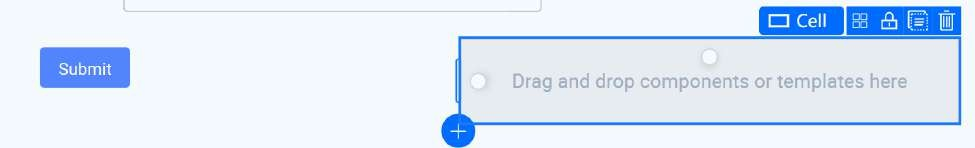 Cell
Submit
Drag and drop components or templates here